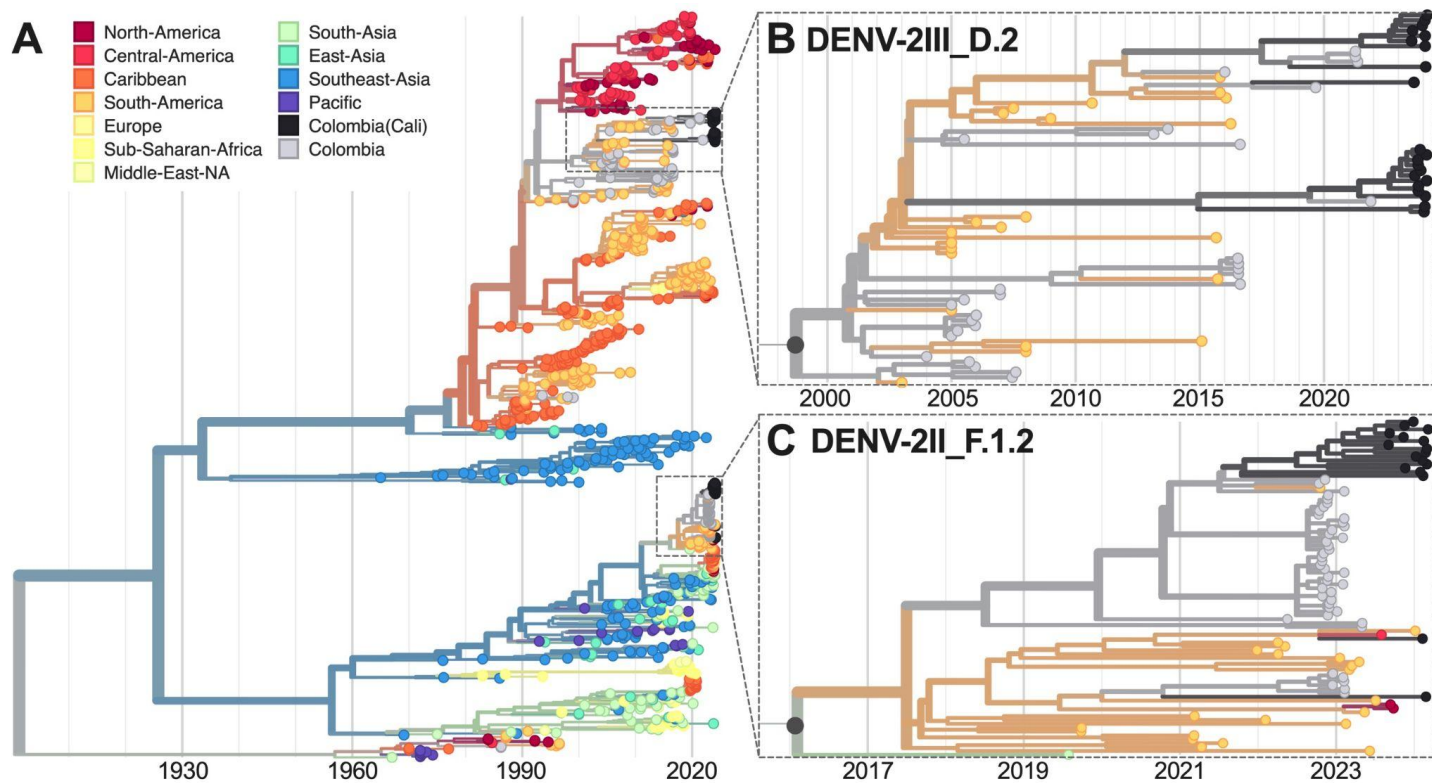 A
North-America
Central-America
Caribbean
South-America
Europe
Sub-Saharan-Africa
Middle-East-NA
South-Asia
East-Asia
Southeast-Asia
Pacific
Colombia(Cali)
Colombia
1930 1960 1990 2020
B DENV-2III_D.2
2000 2005 2010 2015 2020
C DENV-2II_F.1.2
2017 2019 2021 2023